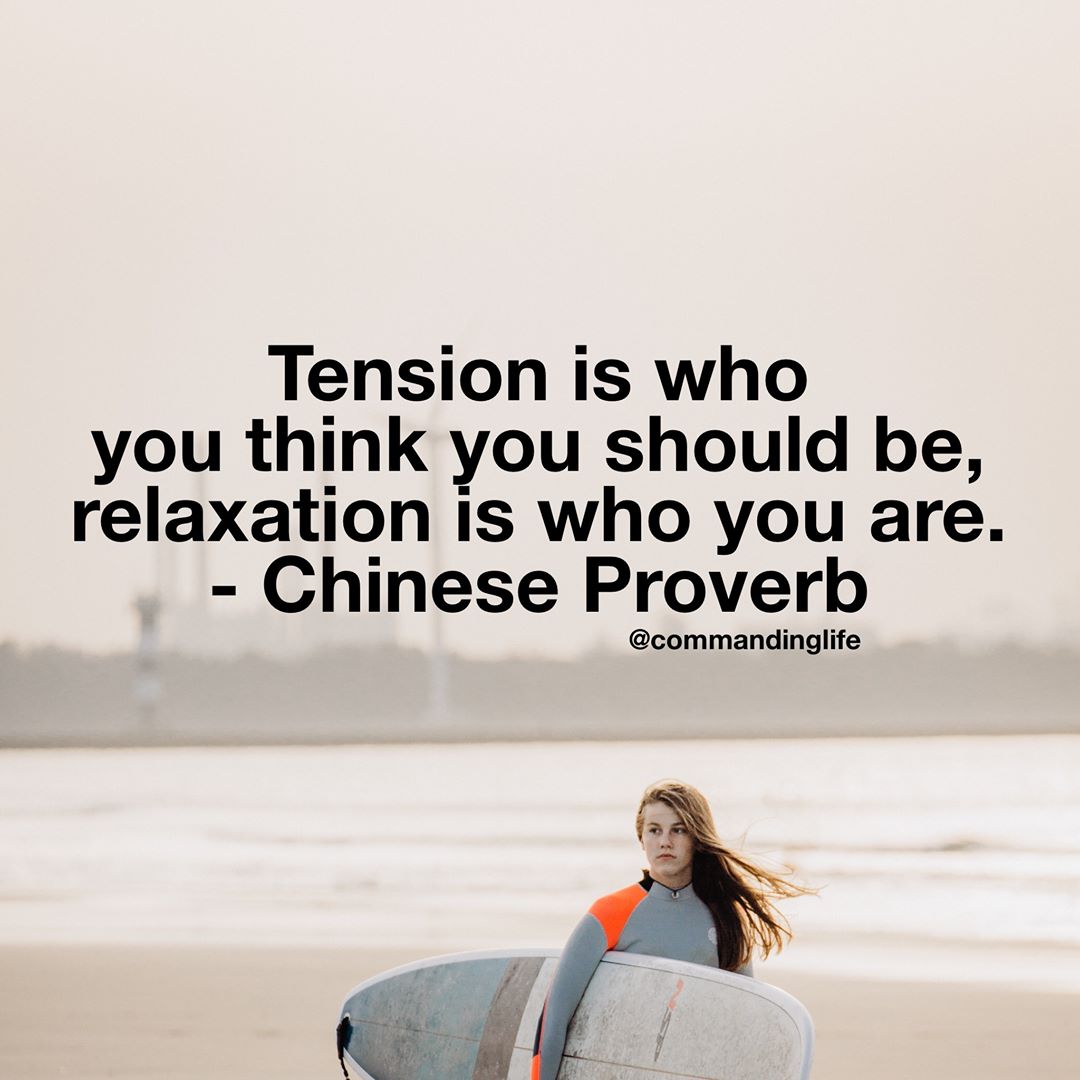 Tension is who
you think you should be,
relaxation is who you are.
- Chinese Proverb
@commandinglife